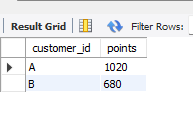 Result Grid Filter Rows:
customer_id points
A 1020
B 680